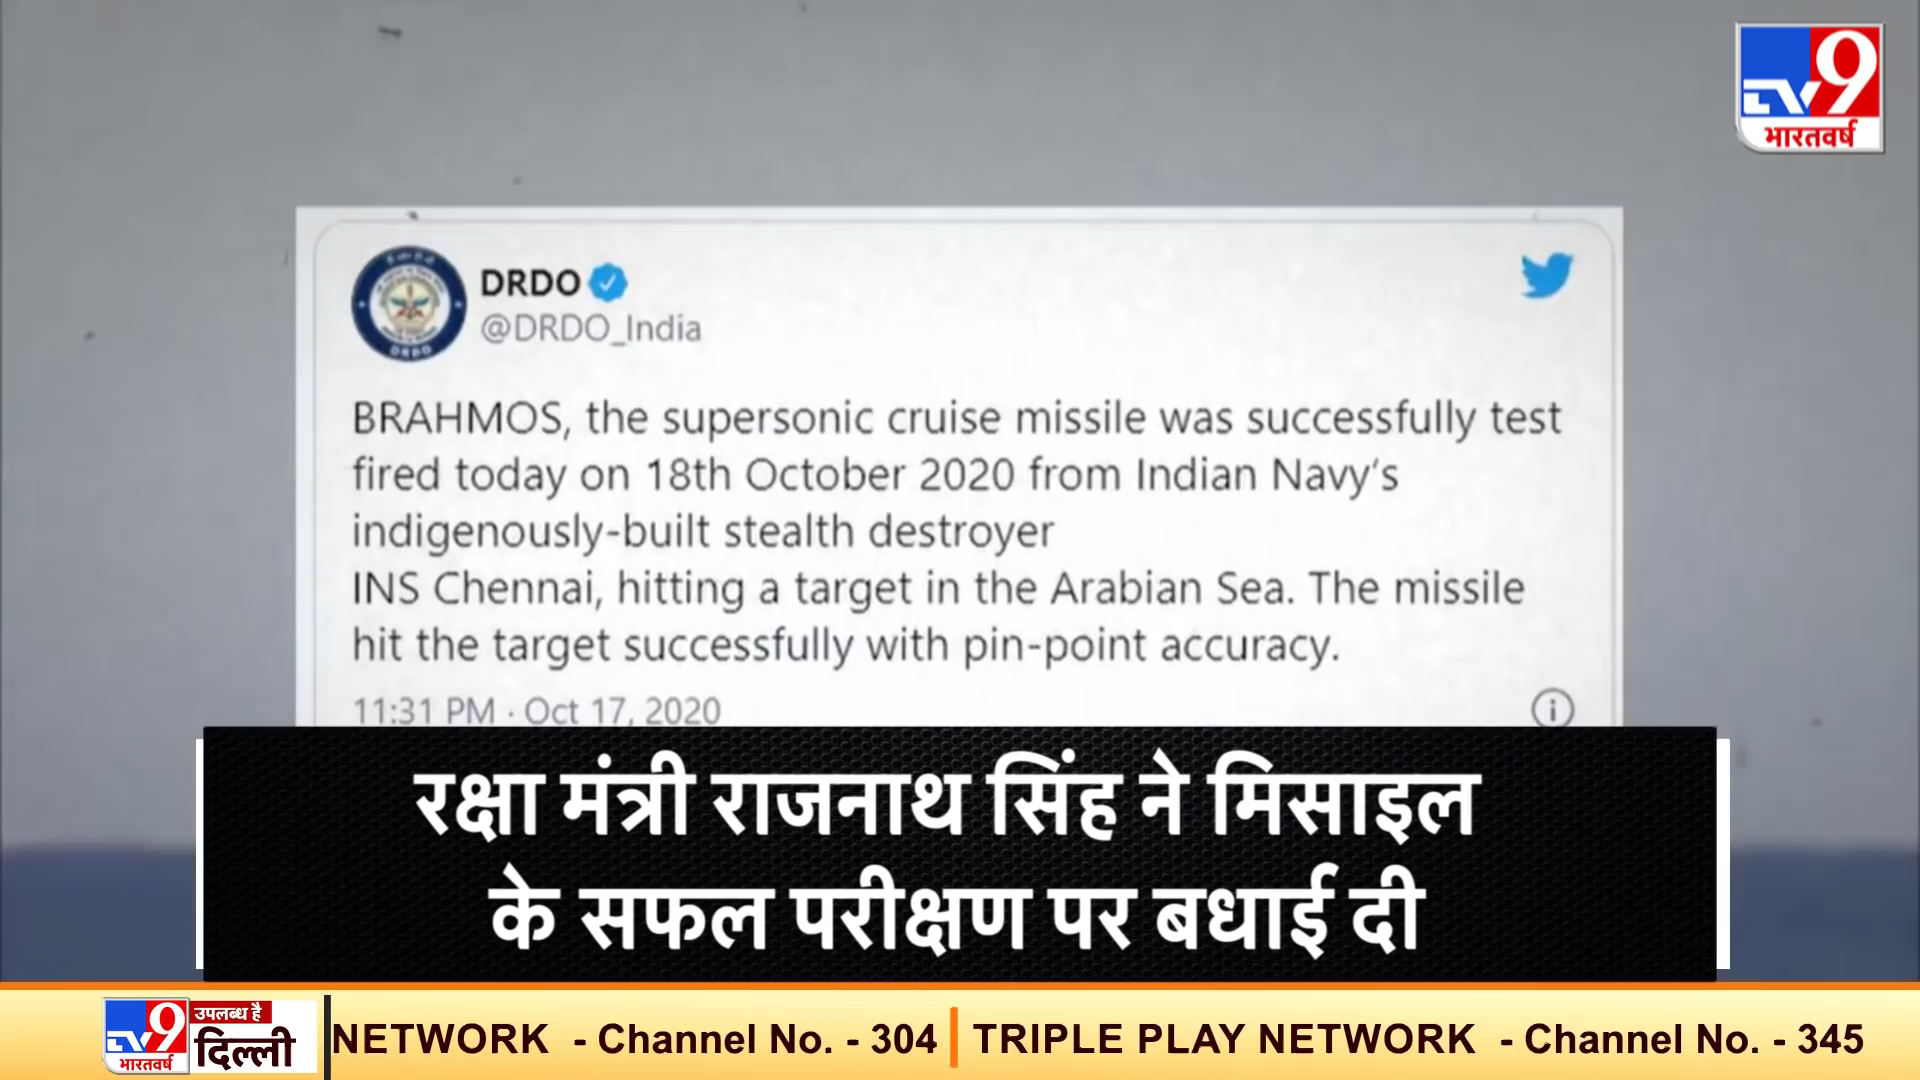 TV9
भारतवर्ष
DRDO
@DRDO_India
BRAHMOS, the supersonic cruise missile was successfully test
fired today on 18th October 2020 from Indian Navy's
indigenously-built stealth destroyer
INS Chennai, hitting a target in the Arabian Sea. The missile
hit the target successfully with pin-point accuracy.
11:31 PM · Oct 17, 2020
रक्षा मंत्री राजनाथ सिंह ने मिसाइल
के सफल परीक्षण पर बधाई दी
TV9
भारतवर्ष
उपलब्ध है
दिल्ली
NETWORK - Channel No. - 304 | TRIPLE PLAY NETWORK - Channel No. - 345